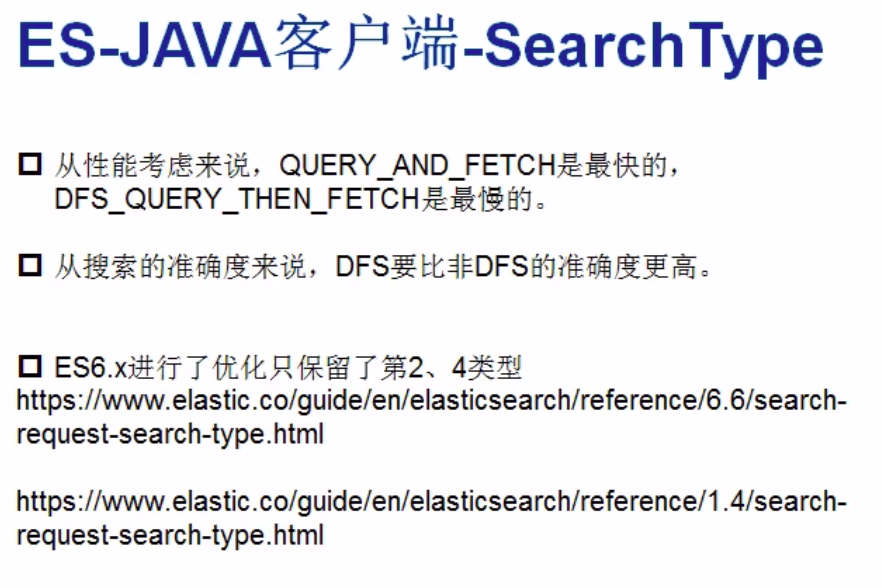 ES-JAVA客户端-SearchType
从性能考虑来说，QUERY_AND_FETCH是最快的，
DFS_QUERY_THEN_FETCH是最慢的。
从搜索的准确度来说，DFS要比非DFS的准确度更高。
ES6.x进行了优化只保留了第2、4类型
https://www.elastic.co/guide/en/elasticsearch/reference/6.6/search-
request-search-type.html
https://www.elastic.co/guide/en/elasticsearch/reference/1.4/search-
request-search-type.html